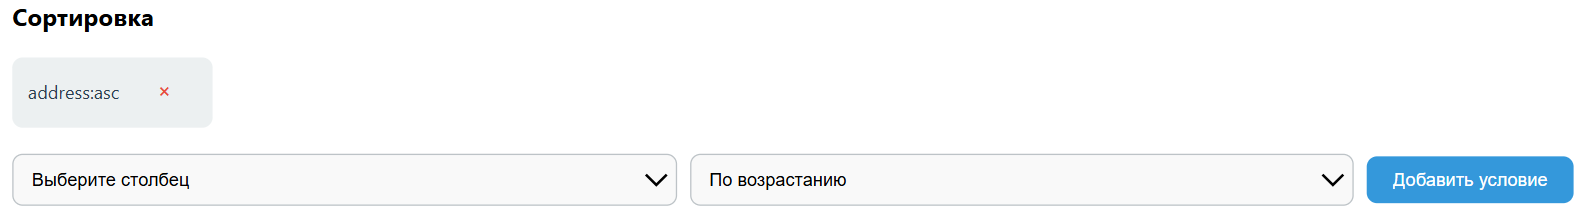 Сортировка
address:asc ×
Выберите столбец По возрастанию Добавить условие